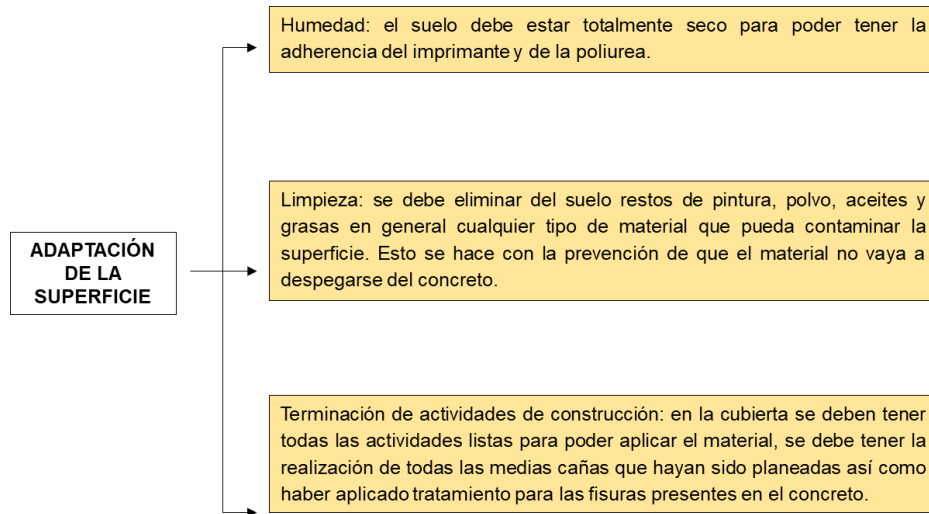 Humedad: el suelo debe estar totalmente seco para poder tener la
adherencia del imprimante y de la poliurea.
Limpieza: se debe eliminar del suelo restos de pintura, polvo, aceites y
grasas en general cualquier tipo de material que pueda contaminar la
superficie. Esto se hace con la prevención de que el material no vaya a
despegarse del concreto.
ADAPTACIÓN
DE LA
SUPERFICIE
Terminación de actividades de construcción: en la cubierta se deben tener
todas las actividades listas para poder aplicar el material, se debe tener la
realización de todas las medias cañas que hayan sido planeadas así como
haber aplicado tratamiento para las fisuras presentes en el concreto.